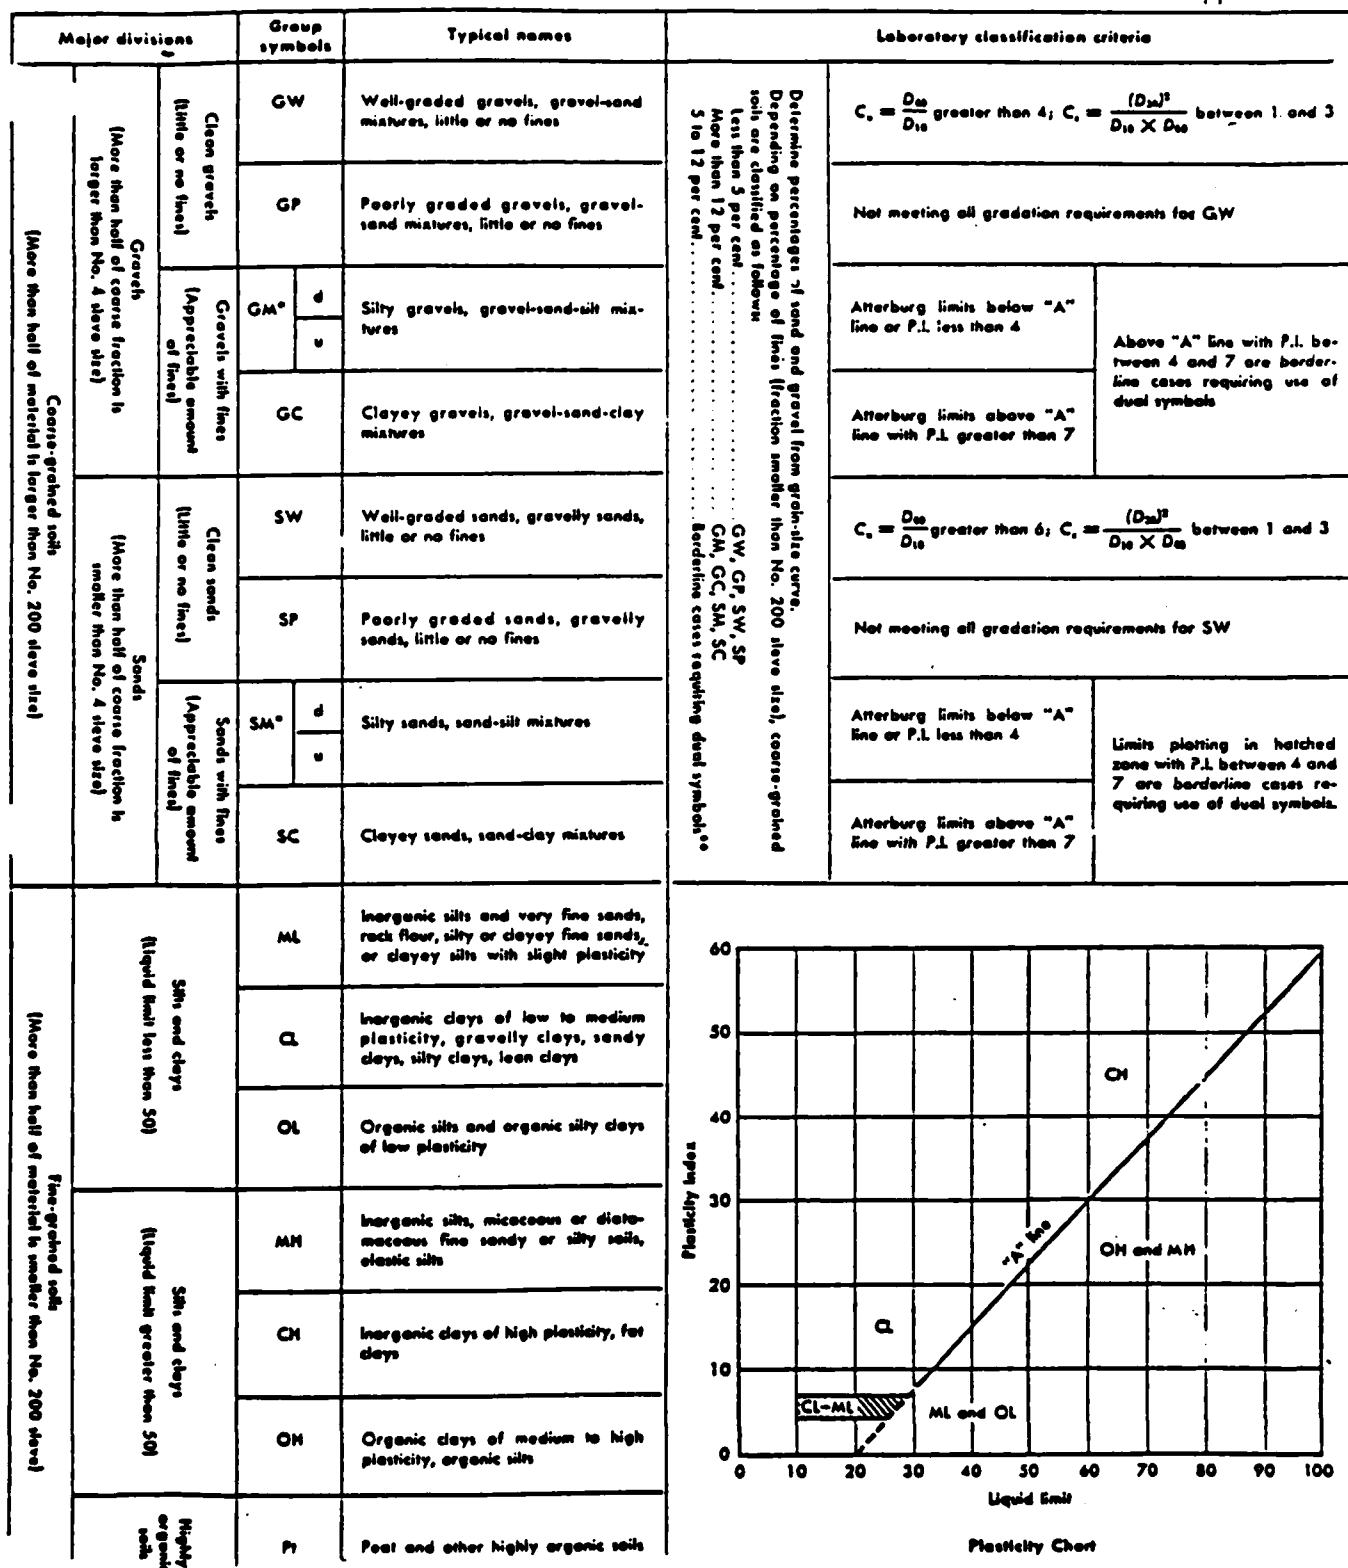 Major divisions
Group
symbols
Typical names
Laboratory classification criteria
Coarse-grained soils
(More than half of material is larger than No. 200 sieve size)
Gravels
(More than half of coarse fraction is
larger than No. 4 sieve size)
Clean gravels
(Little or no fines)
GW
Well-graded gravels, gravel-sand
mixtures, little or no fines
GP
Poorly graded gravels, gravel-
sand mixtures, little or no fines
Gravels with fines
(Appreciable amount
of fines)
GM*
d
u
Silty gravels, gravel-sand-silt mix-
tures
GC
Clayey gravels, gravel-sand-clay
mixtures
Sands
(More than half of coarse fraction is
smaller than No. 4 sieve size)
Clean sands
(Little or no fines)
SW
Well-graded sands, gravelly sands,
little or no fines
SP
Poorly graded sands, gravelly
sands, little or no fines
Sands with fines
(Appreciable amount
of fines)
SM*
d
u
Silty sands, sand-silt mixtures
SC
Clayey sands, sand-clay mixtures
Determine percentages of sand and gravel from grain-size curve.
Depending on percentage of fines (fraction smaller than No. 200 sieve size), coarse-grained
soils are classified as follows:
Less than 5 per cent.......... GW, GP, SW, SP
More than 12 per cent.......... GM, GC, SM, SC
5 to 12 per cent.......... Borderline cases requiring dual symbols**
Cᵤ = D₆₀/D₁₀ greater than 4; C꜀ = (D₃₀)²/(D₁₀ X D₆₀) between 1 and 3
Not meeting all gradation requirements for GW
Atterburg limits below "A"
line or P.I. less than 4
Atterburg limits above "A"
line with P.I. greater than 7
Above "A" line with P.I. be-
tween 4 and 7 are border-
line cases requiring use of
dual symbols
Cᵤ = D₆₀/D₁₀ greater than 6; C꜀ = (D₃₀)²/(D₁₀ X D₆₀) between 1 and 3
Not meeting all gradation requirements for SW
Atterburg limits below "A"
line or P.I. less than 4
Atterburg limits above "A"
line with P.I. greater than 7
Limits plotting in hatched
zone with P.I. between 4 and
7 are borderline cases re-
quiring use of dual symbols.
Fine-grained soils
(More than half of material is smaller than No. 200 sieve)
Silts and clays
(Liquid limit less than 50)
ML
Inorganic silts and very fine sands,
rock flour, silty or clayey fine sands,
or clayey silts with slight plasticity
CL
Inorganic clays of low to medium
plasticity, gravelly clays, sandy
clays, silty clays, lean clays
OL
Organic silts and organic silty clays
of low plasticity
Silts and clays
(Liquid limit greater than 50)
MH
Inorganic silts, micaceous or diato-
maceous fine sandy or silty soils,
elastic silts
CH
Inorganic clays of high plasticity, fat
clays
OH
Organic clays of medium to high
plasticity, organic silts
Highly
organic
soils
Pt
Peat and other highly organic soils
60
50
40
30
20
10
0
Plasticity Index
CH
"A" line
OH and MH
CL
CL-ML
ML and OL
0 10 20 30 40 50 60 70 80 90 100
Liquid limit
Plasticity Chart